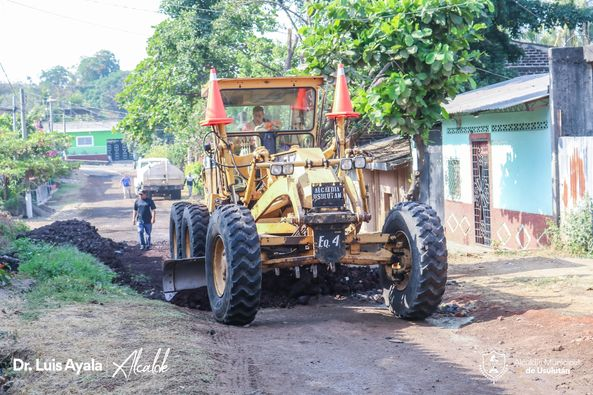 ALCALDIA
USULUTAN
Eq. 4
Dr. Luis Ayala Alcalde
Alcaldía Municipal
de Usulután